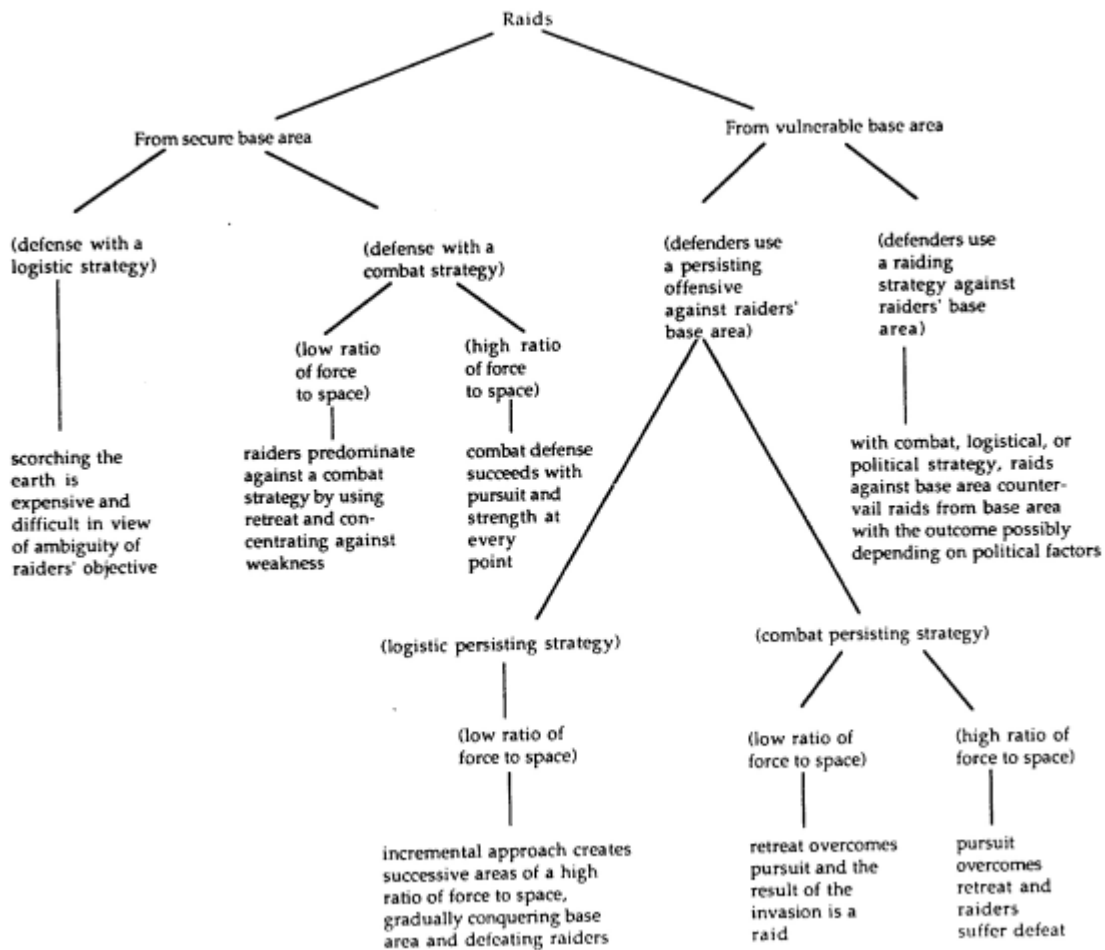 Raids
From secure base area
From vulnerable base area
(defense with a
logistic strategy)
(defense with a
combat strategy)
(defenders use
a persisting
offensive
against raiders'
base area)
(defenders use
a raiding
strategy against
raiders' base
area)
(low ratio
of force
to space)
(high ratio
of force
to space)
scorching the
earth is
expensive and
difficult in view
of ambiguity of
raiders' objective
raiders predominate
against a combat
strategy by using
retreat and con-
centrating against
weakness
combat defense
succeeds with
pursuit and
strength at
every
point
with combat, logistical, or
political strategy, raids
against base area counter-
vail raids from base area
with the outcome possibly
depending on political factors
(logistic persisting strategy)
(combat persisting strategy)
(low ratio of
force to space)
(low ratio of
force to space)
(high ratio of
force to space)
incremental approach creates
successive areas of a high
ratio of force to space,
gradually conquering base
area and defeating raiders
retreat overcomes
pursuit and the
result of the
invasion is a
raid
pursuit
overcomes
retreat and
raiders
suffer defeat